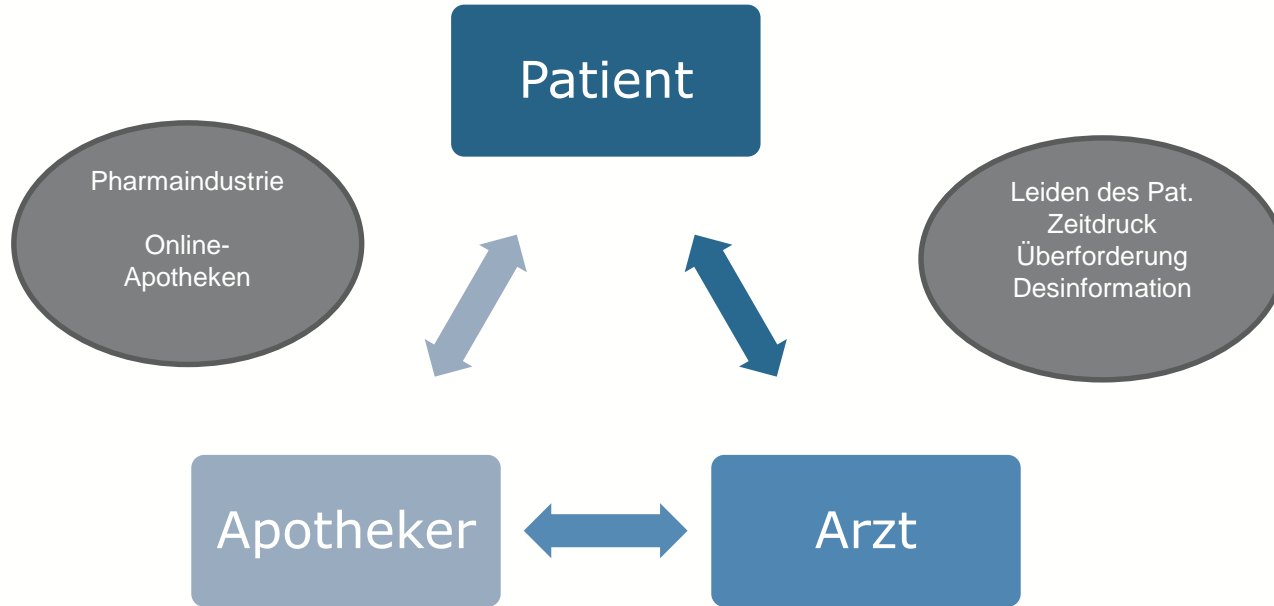 Patient
Pharmaindustrie
Online-
Apotheken
Leiden des Pat.
Zeitdruck
Überforderung
Desinformation
Apotheker
Arzt